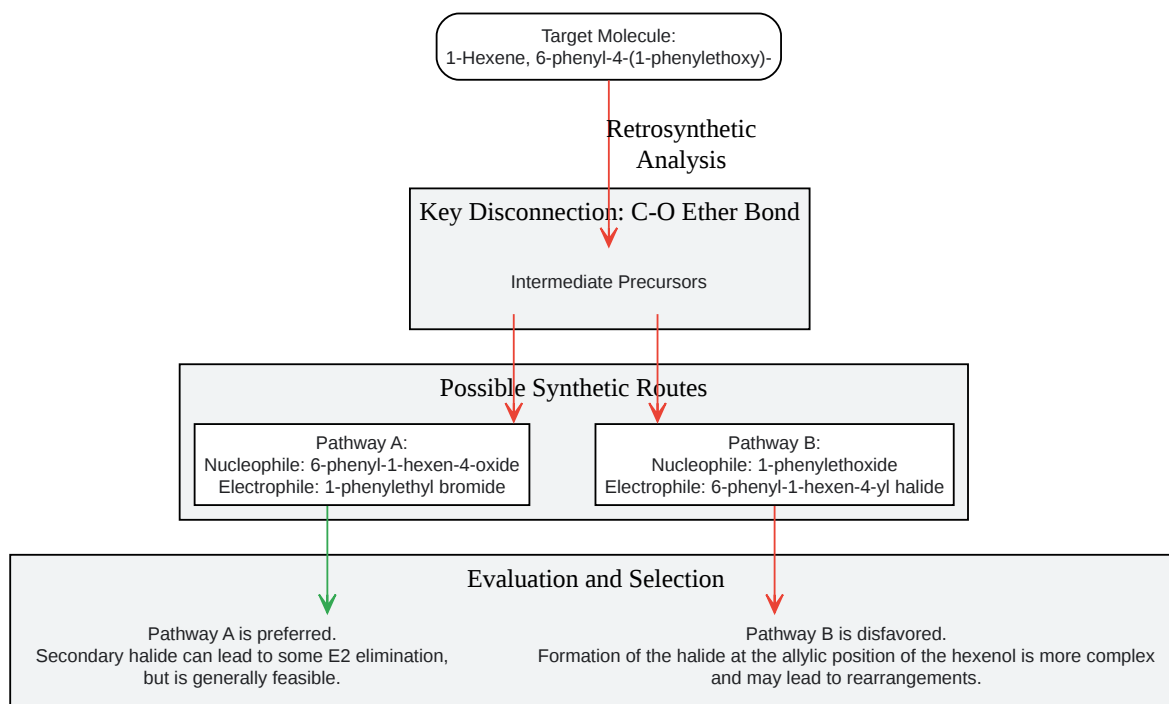 Target Molecule:
1-Hexene, 6-phenyl-4-(1-phenylethoxy)-
Retrosynthetic
Analysis
Key Disconnection: C-O Ether Bond
Intermediate Precursors
Possible Synthetic Routes
Pathway A:
Nucleophile: 6-phenyl-1-hexen-4-oxide
Electrophile: 1-phenylethyl bromide
Pathway B:
Nucleophile: 1-phenylethoxide
Electrophile: 6-phenyl-1-hexen-4-yl halide
Evaluation and Selection
Pathway A is preferred.
Secondary halide can lead to some E2 elimination,
but is generally feasible.
Pathway B is disfavored.
Formation of the halide at the allylic position of the hexenol is more complex
and may lead to rearrangements.